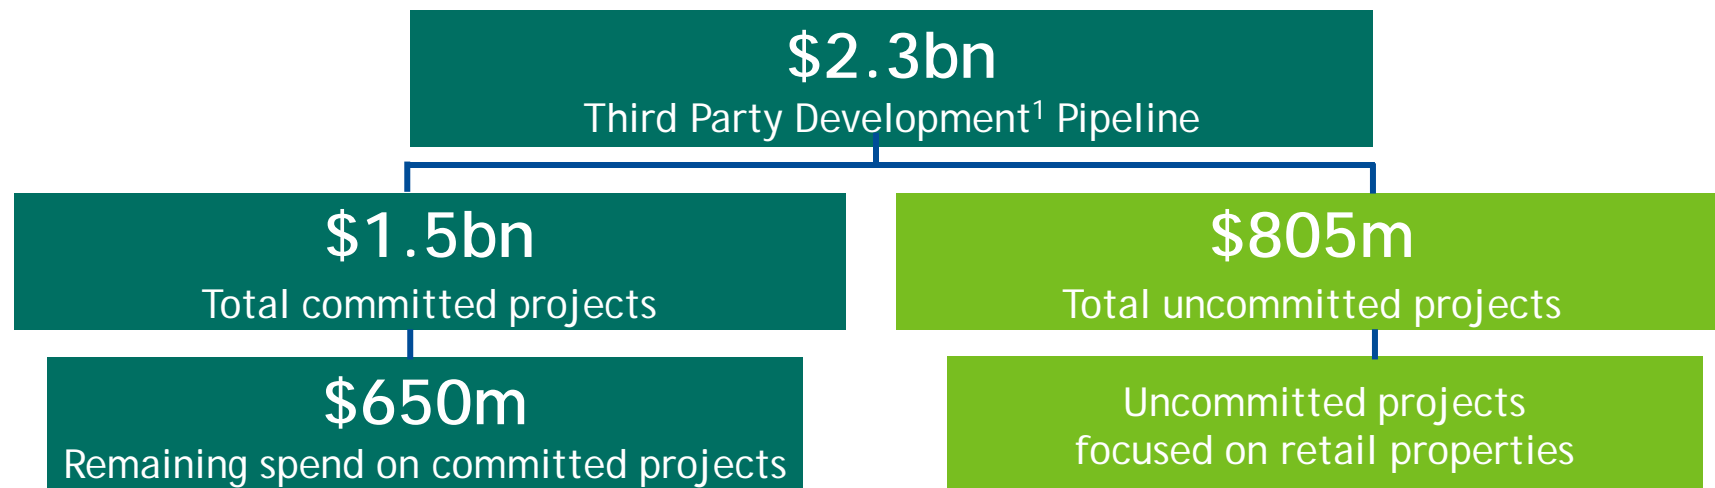 $2.3bn
Third Party Development¹ Pipeline
$1.5bn
Total committed projects
$805m
Total uncommitted projects
$650m
Remaining spend on committed projects
Uncommitted projects
focused on retail properties